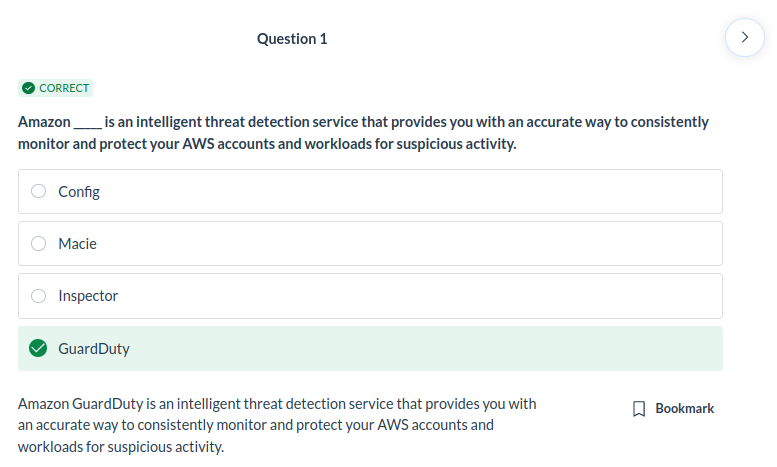 Question 1
CORRECT
Amazon _____ is an intelligent threat detection service that provides you with an accurate way to consistently
monitor and protect your AWS accounts and workloads for suspicious activity.
Config
Macie
Inspector
GuardDuty
Amazon GuardDuty is an intelligent threat detection service that provides you with
an accurate way to consistently monitor and protect your AWS accounts and
workloads for suspicious activity.
Bookmark